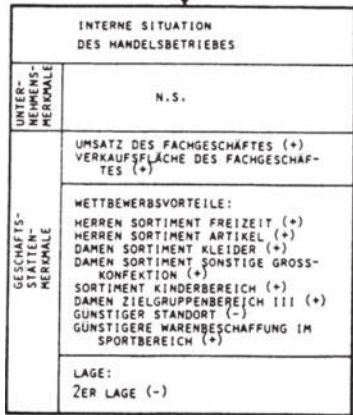 INTERNE SITUATION
DES HANDELSBETRIEBES
UNTER-
NEHMENS-
MERKMALE
N.S.
GESCHÄFTS-
STÄTTEN-
MERKMALE
UMSATZ DES FACHGESCHÄFTES (+)
VERKAUFSFLÄCHE DES FACHGESCHÄF-
TES (+)
WETTBEWERBSVORTEILE:
HERREN SORTIMENT FREIZEIT (+)
HERREN SORTIMENT ARTIKEL (+)
DAMEN SORTIMENT KLEIDER (+)
DAMEN SORTIMENT SONSTIGE GROSS-
KONFEKTION (+)
SORTIMENT KINDERBEREICH (+)
DAMEN ZIELGRUPPENBEREICH III (+)
GÜNSTIGER STANDORT (-)
GÜNSTIGERE WARENBESCHAFFUNG IM
SPORTBEREICH (+)
LAGE:
2ER LAGE (-)